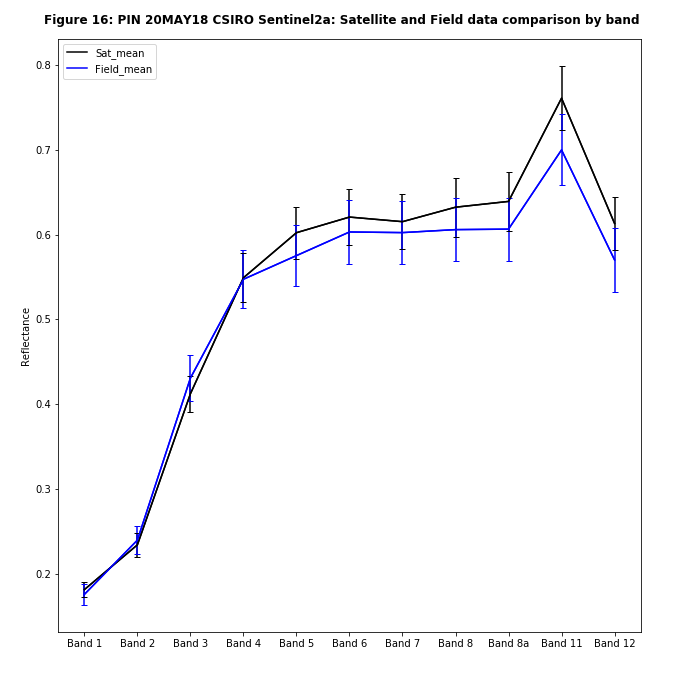 Figure 16: PIN 20MAY18 CSIRO Sentinel2a: Satellite and Field data comparison by band
Sat_mean
Field_mean
Reflectance
0.8
0.7
0.6
0.5
0.4
0.3
0.2
Band 1 Band 2 Band 3 Band 4 Band 5 Band 6 Band 7 Band 8 Band 8a Band 11 Band 12